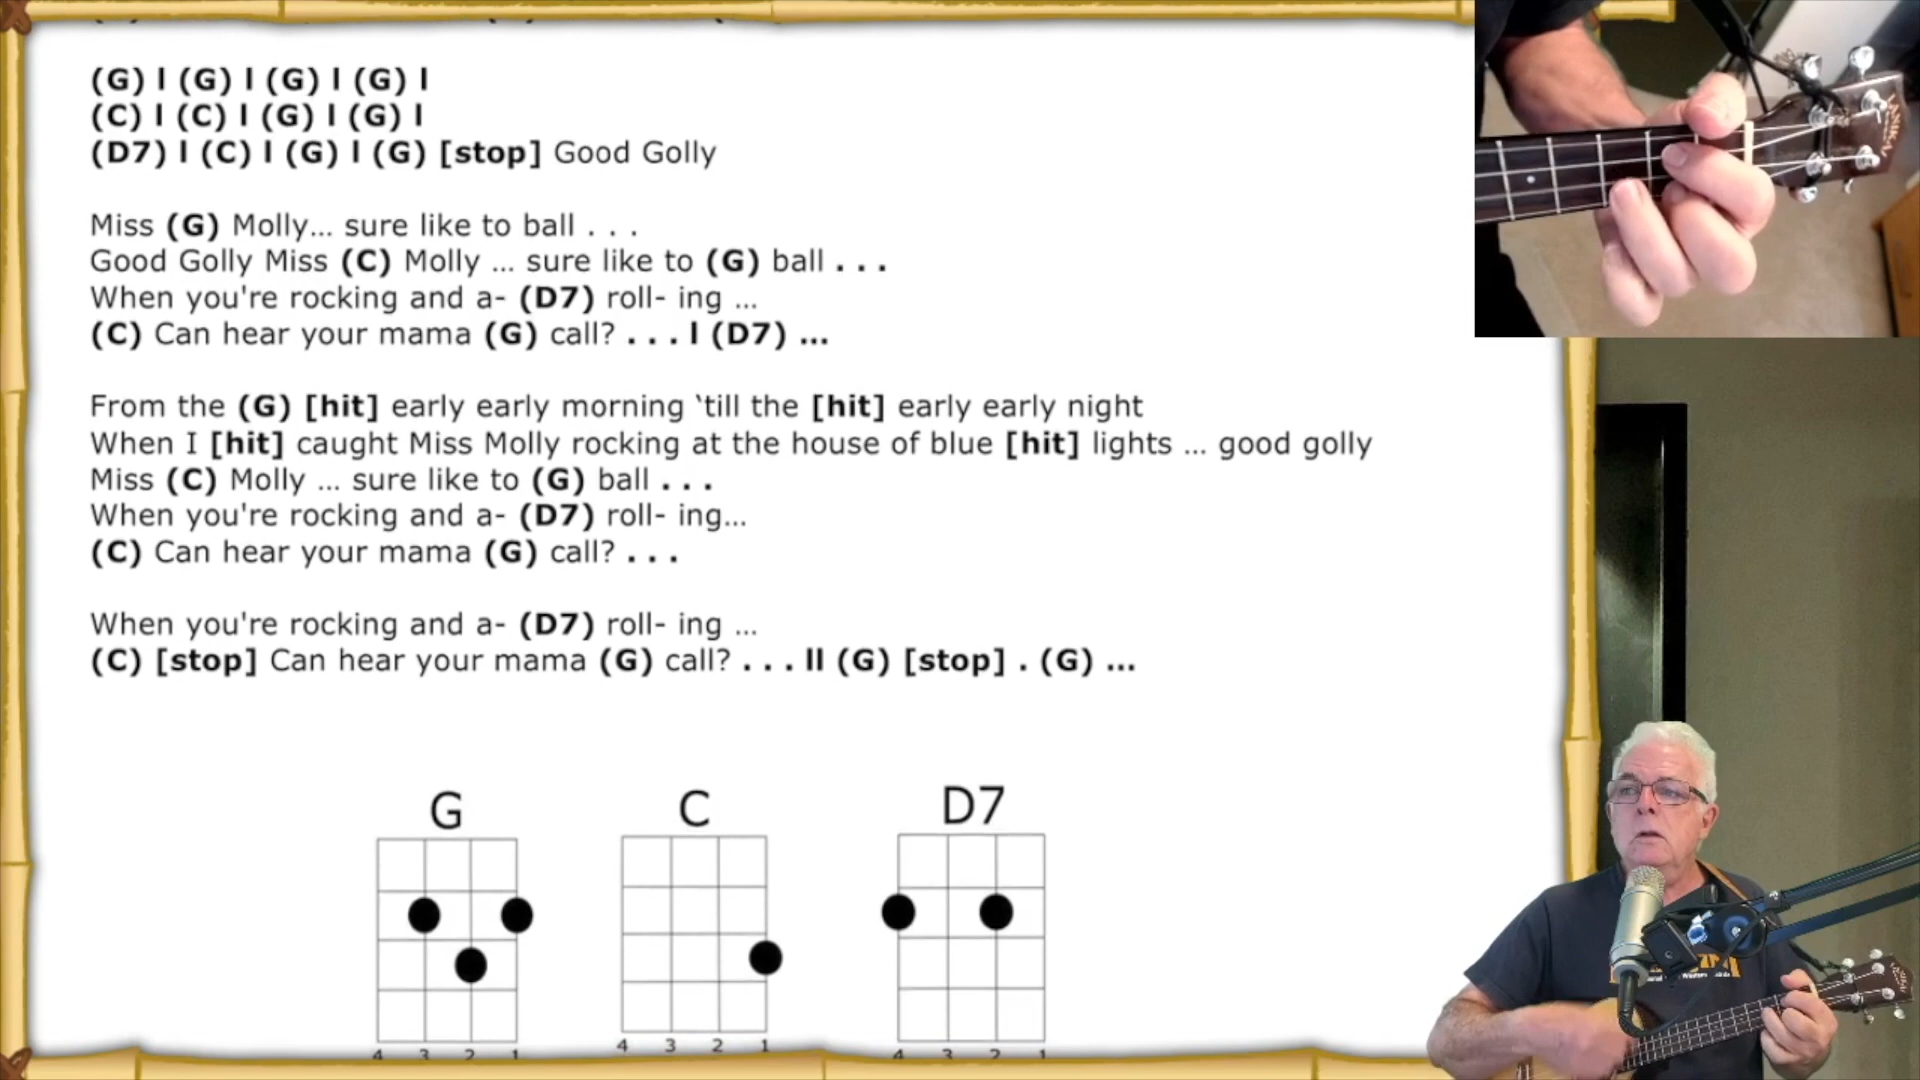 (G) l (G) l (G) l (G) l
(C) l (C) l (G) l (G) l
(D7) l (C) l (G) l (G) [stop] Good Golly
Miss (G) Molly... sure like to ball . . .
Good Golly Miss (C) Molly ... sure like to (G) ball . . .
When you're rocking and a- (D7) roll- ing ...
(C) Can hear your mama (G) call? . . . l (D7) ...
From the (G) [hit] early early morning ‘till the [hit] early early night
When I [hit] caught Miss Molly rocking at the house of blue [hit] lights ... good golly
Miss (C) Molly ... sure like to (G) ball . . .
When you're rocking and a- (D7) roll- ing...
(C) Can hear your mama (G) call? . . .
When you're rocking and a- (D7) roll- ing ...
(C) [stop] Can hear your mama (G) call? . . . ll (G) [stop] . (G) ...
G C D7
4 3 2 1 4 3 2 1 4 3 2 1